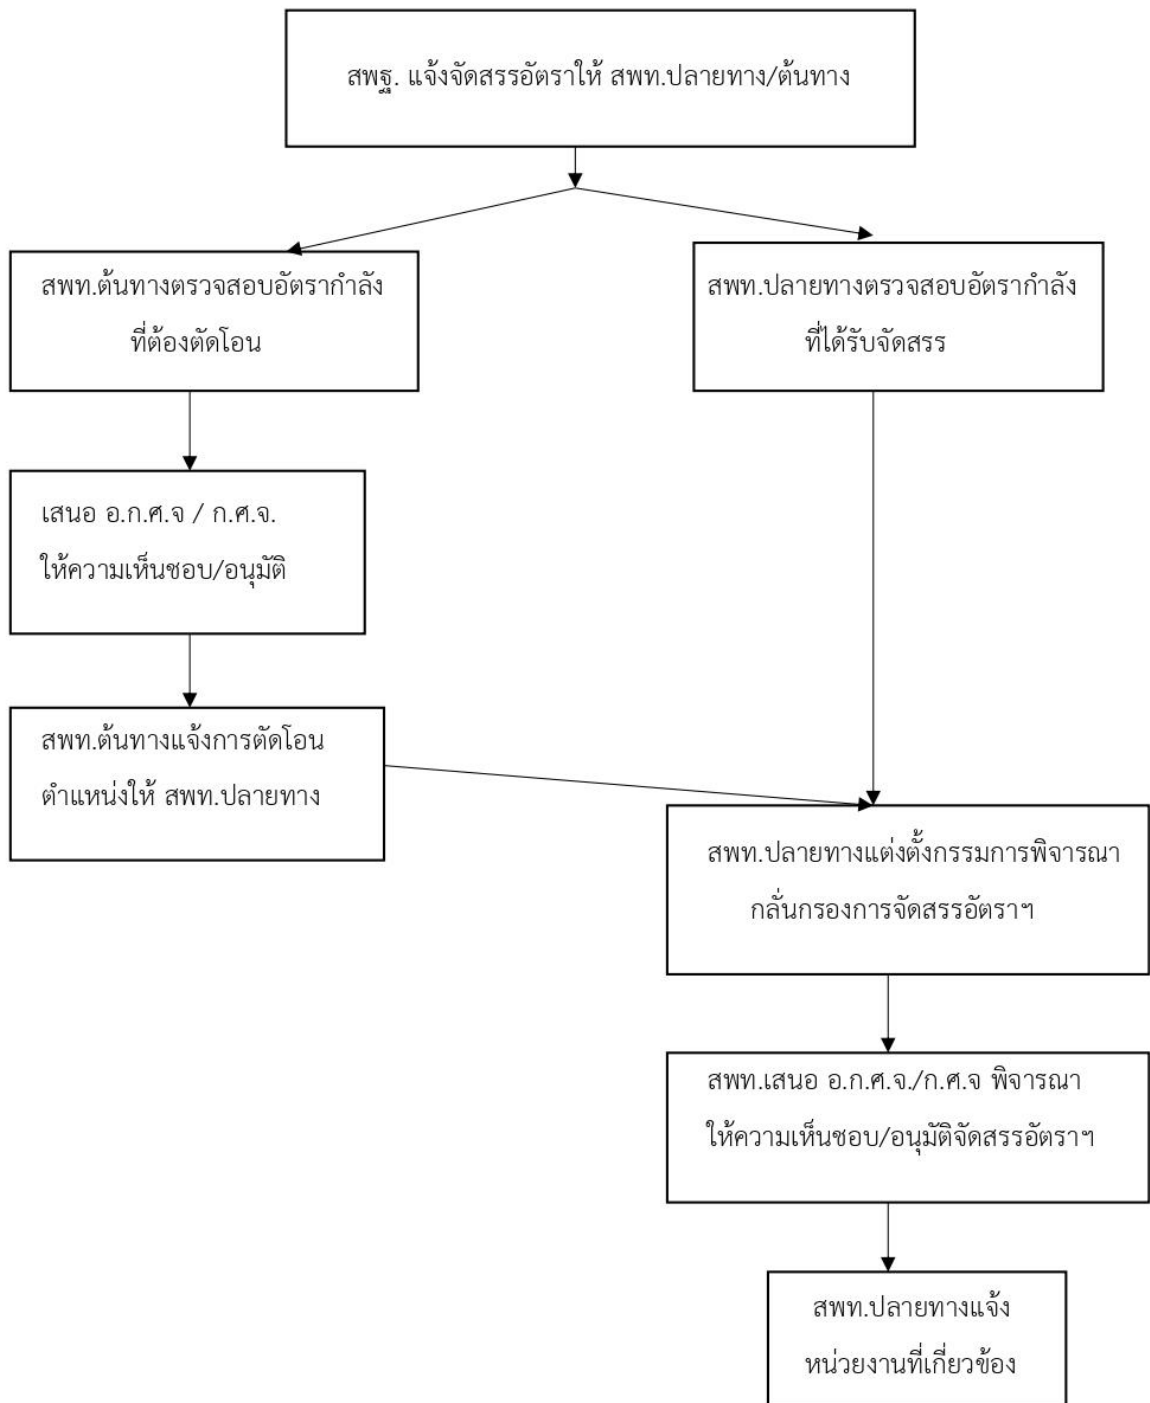 สพฐ. แจ้งจัดสรรอัตราให้ สพท.ปลายทาง/ต้นทาง
สพท.ต้นทางตรวจสอบอัตรากำลัง
ที่ต้องตัดโอน
สพท.ปลายทางตรวจสอบอัตรากำลัง
ที่ได้รับจัดสรร
เสนอ อ.ก.ศ.จ / ก.ศ.จ.
ให้ความเห็นชอบ/อนุมัติ
สพท.ต้นทางแจ้งการตัดโอน
ตำแหน่งให้ สพท.ปลายทาง
สพท.ปลายทางแต่งตั้งกรรมการพิจารณา
กลั่นกรองการจัดสรรอัตราฯ
สพท.เสนอ อ.ก.ศ.จ./ก.ศ.จ พิจารณา
ให้ความเห็นชอบ/อนุมัติจัดสรรอัตราฯ
สพท.ปลายทางแจ้ง
หน่วยงานที่เกี่ยวข้อง